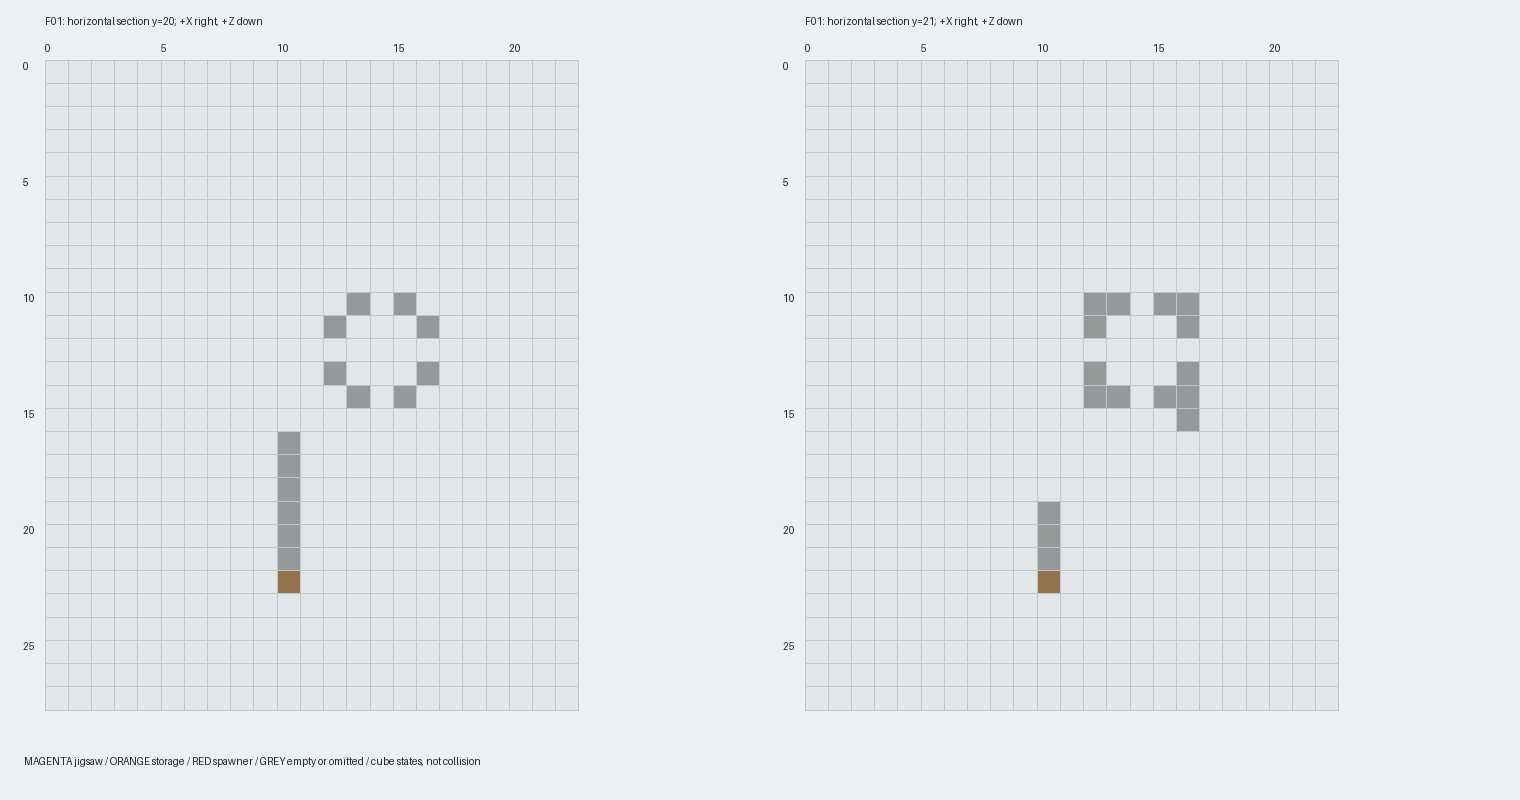 F01: horizontal section y=20; +X right, +Z down
0 5 10 15 20
0
5
10
15
20
25
F01: horizontal section y=21; +X right, +Z down
0 5 10 15 20
0
5
10
15
20
25
MAGENTA jigsaw / ORANGE storage / RED spawner / GREY empty or omitted / cube states, not collision